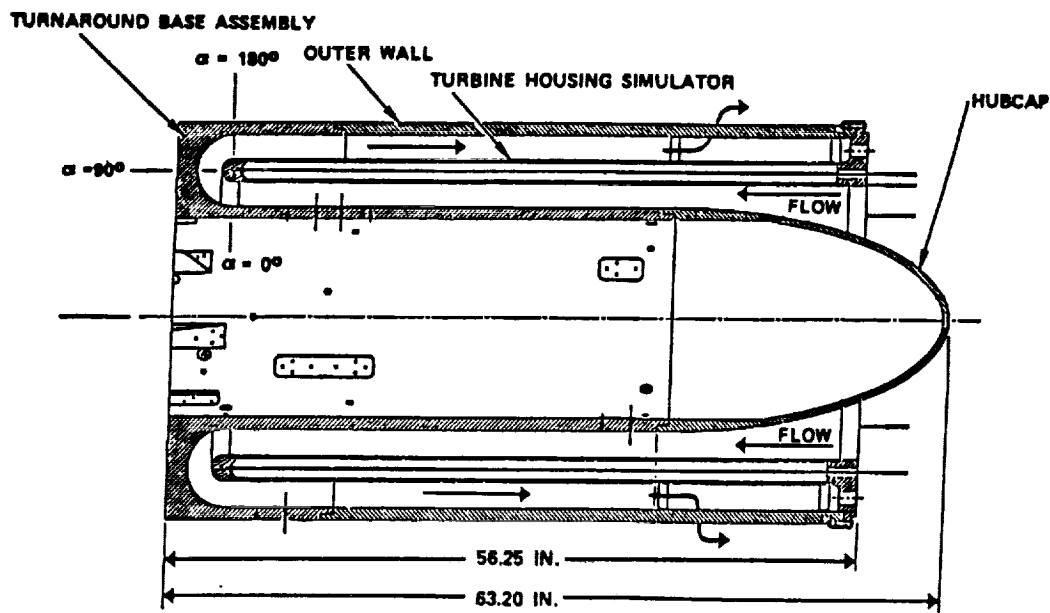 TURNAROUND BASE ASSEMBLY
α = 180°
OUTER WALL
TURBINE HOUSING SIMULATOR
HUBCAP
α =90°
FLOW
α = 0°
FLOW
56.25 IN.
63.20 IN.